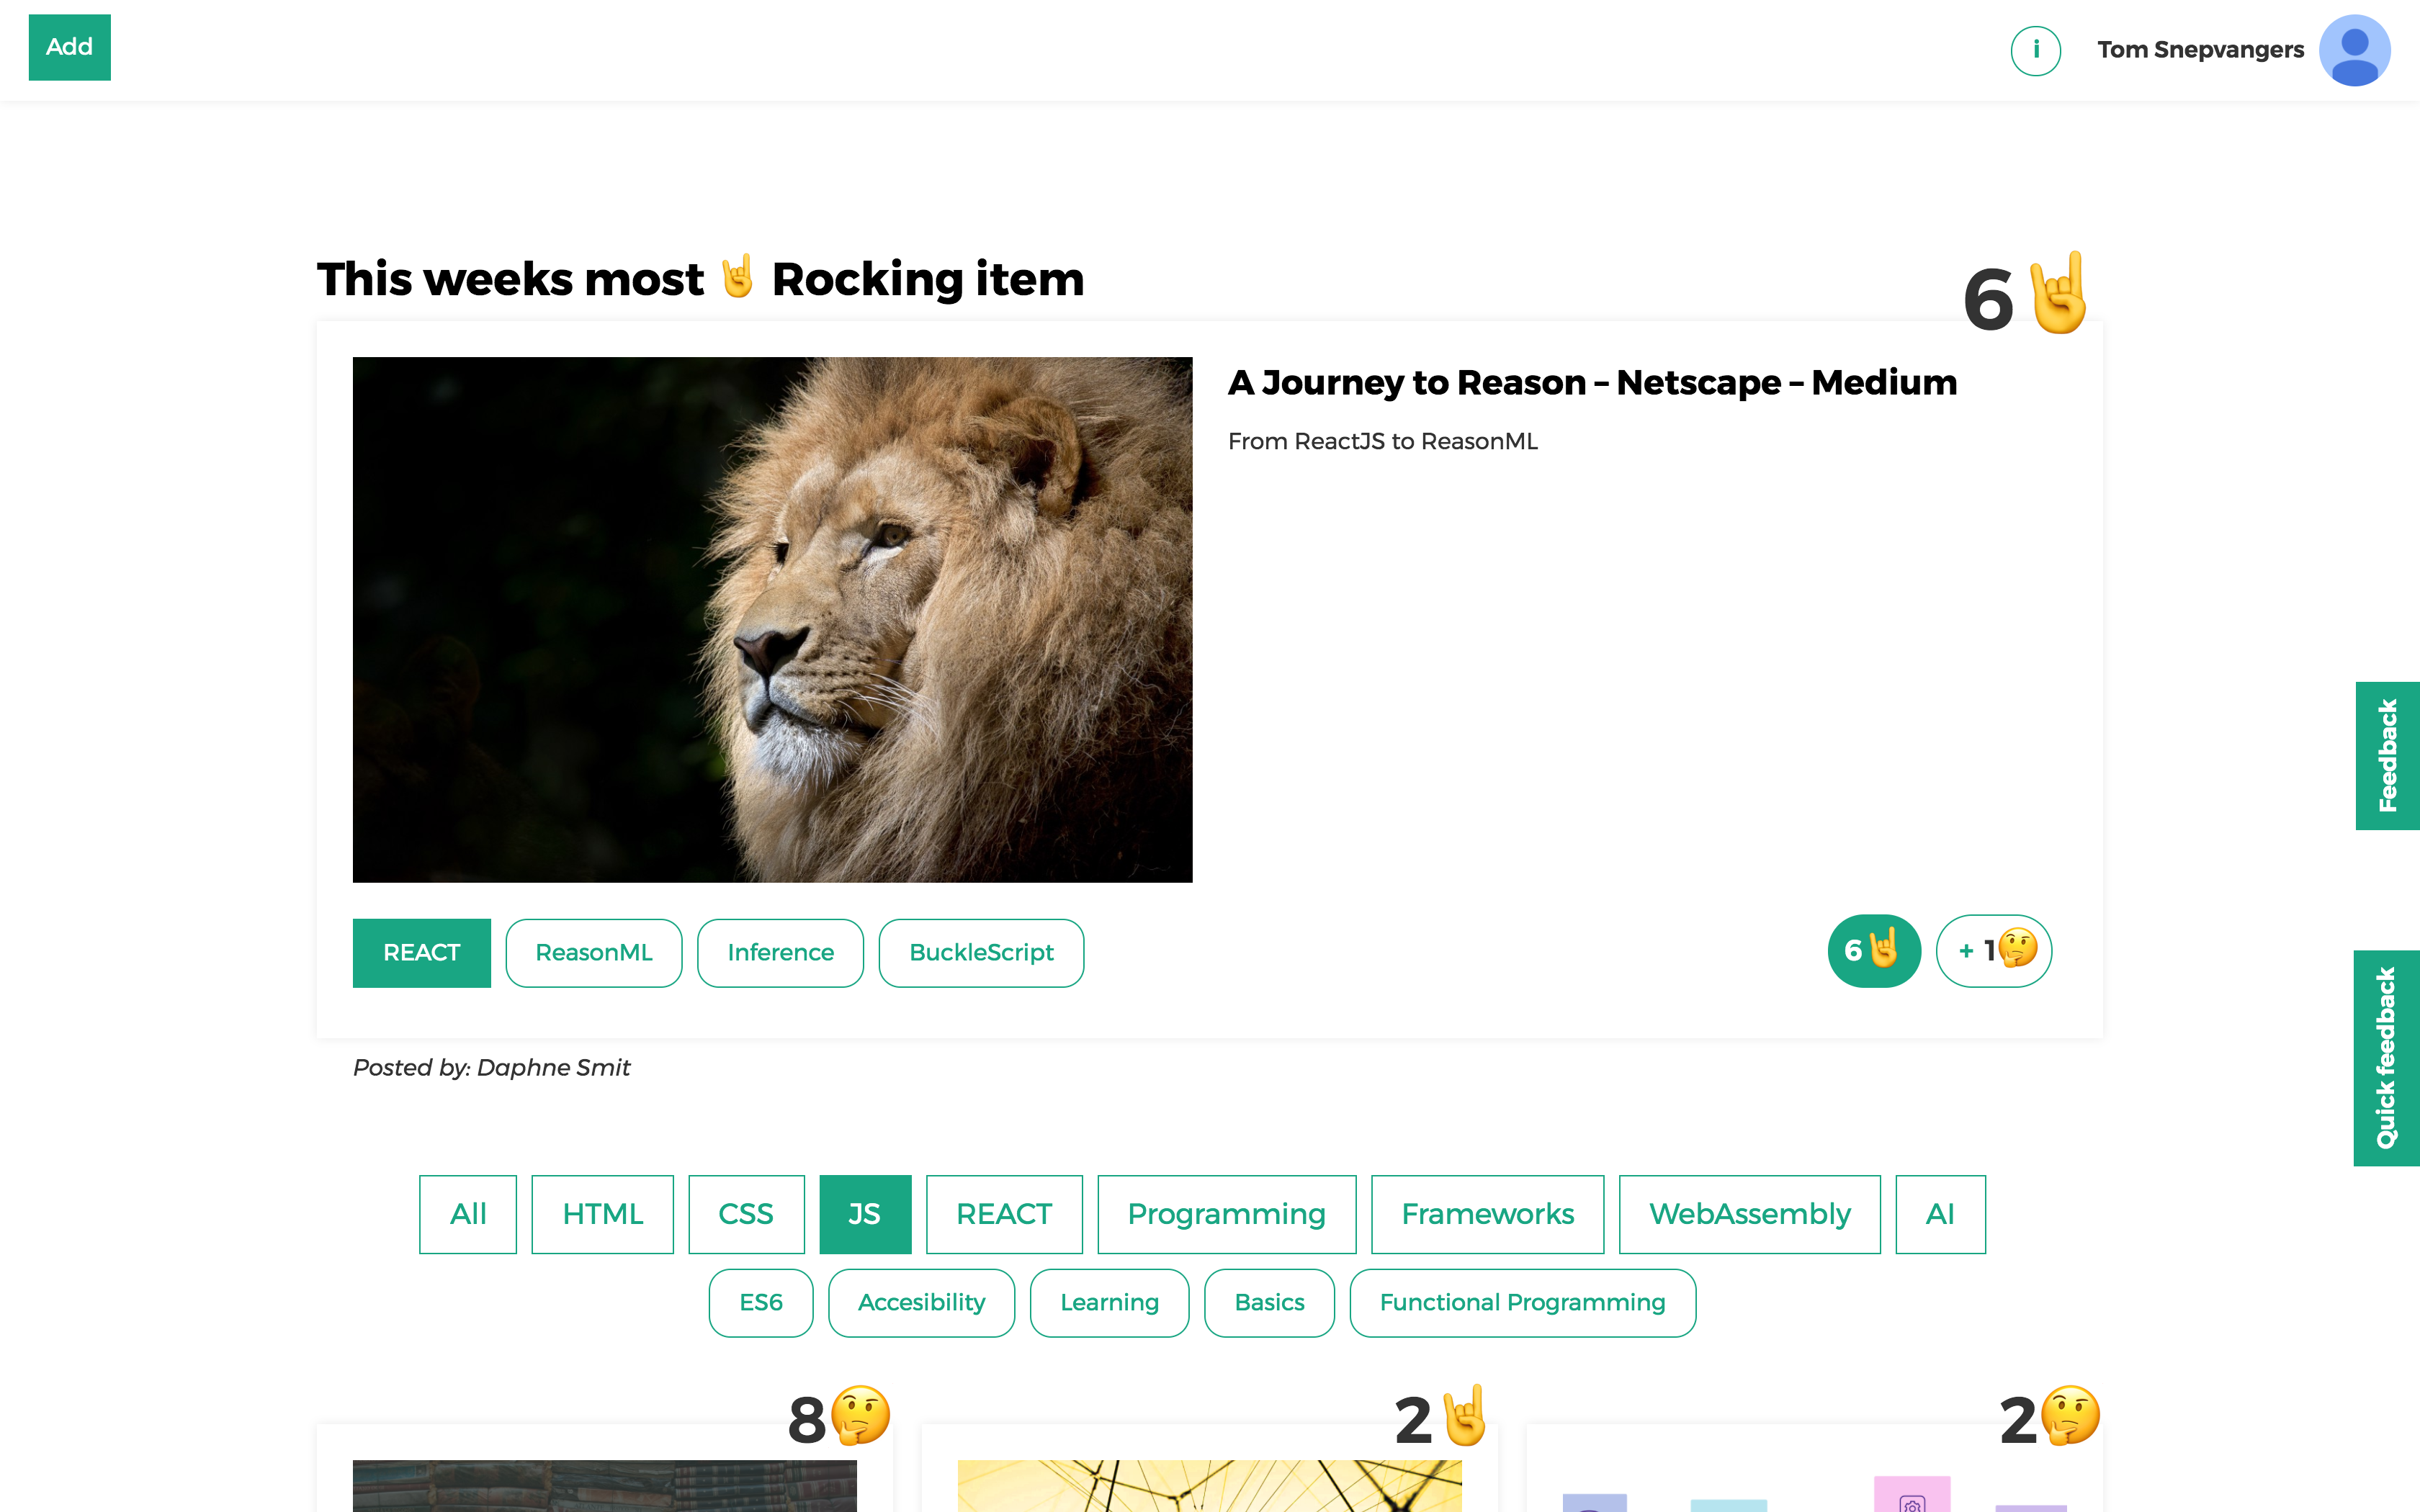 Add
i
Tom Snepvangers
This weeks most 🤘 Rocking item
6🤘
A Journey to Reason – Netscape – Medium
From ReactJS to ReasonML
REACT
ReasonML
Inference
BuckleScript
6🤘
+ 1🤔
Posted by: Daphne Smit
Feedback
Quick feedback
All
HTML
CSS
JS
REACT
Programming
Frameworks
WebAssembly
AI
ES6
Accesibility
Learning
Basics
Functional Programming
8🤔
2🤘
2🤔